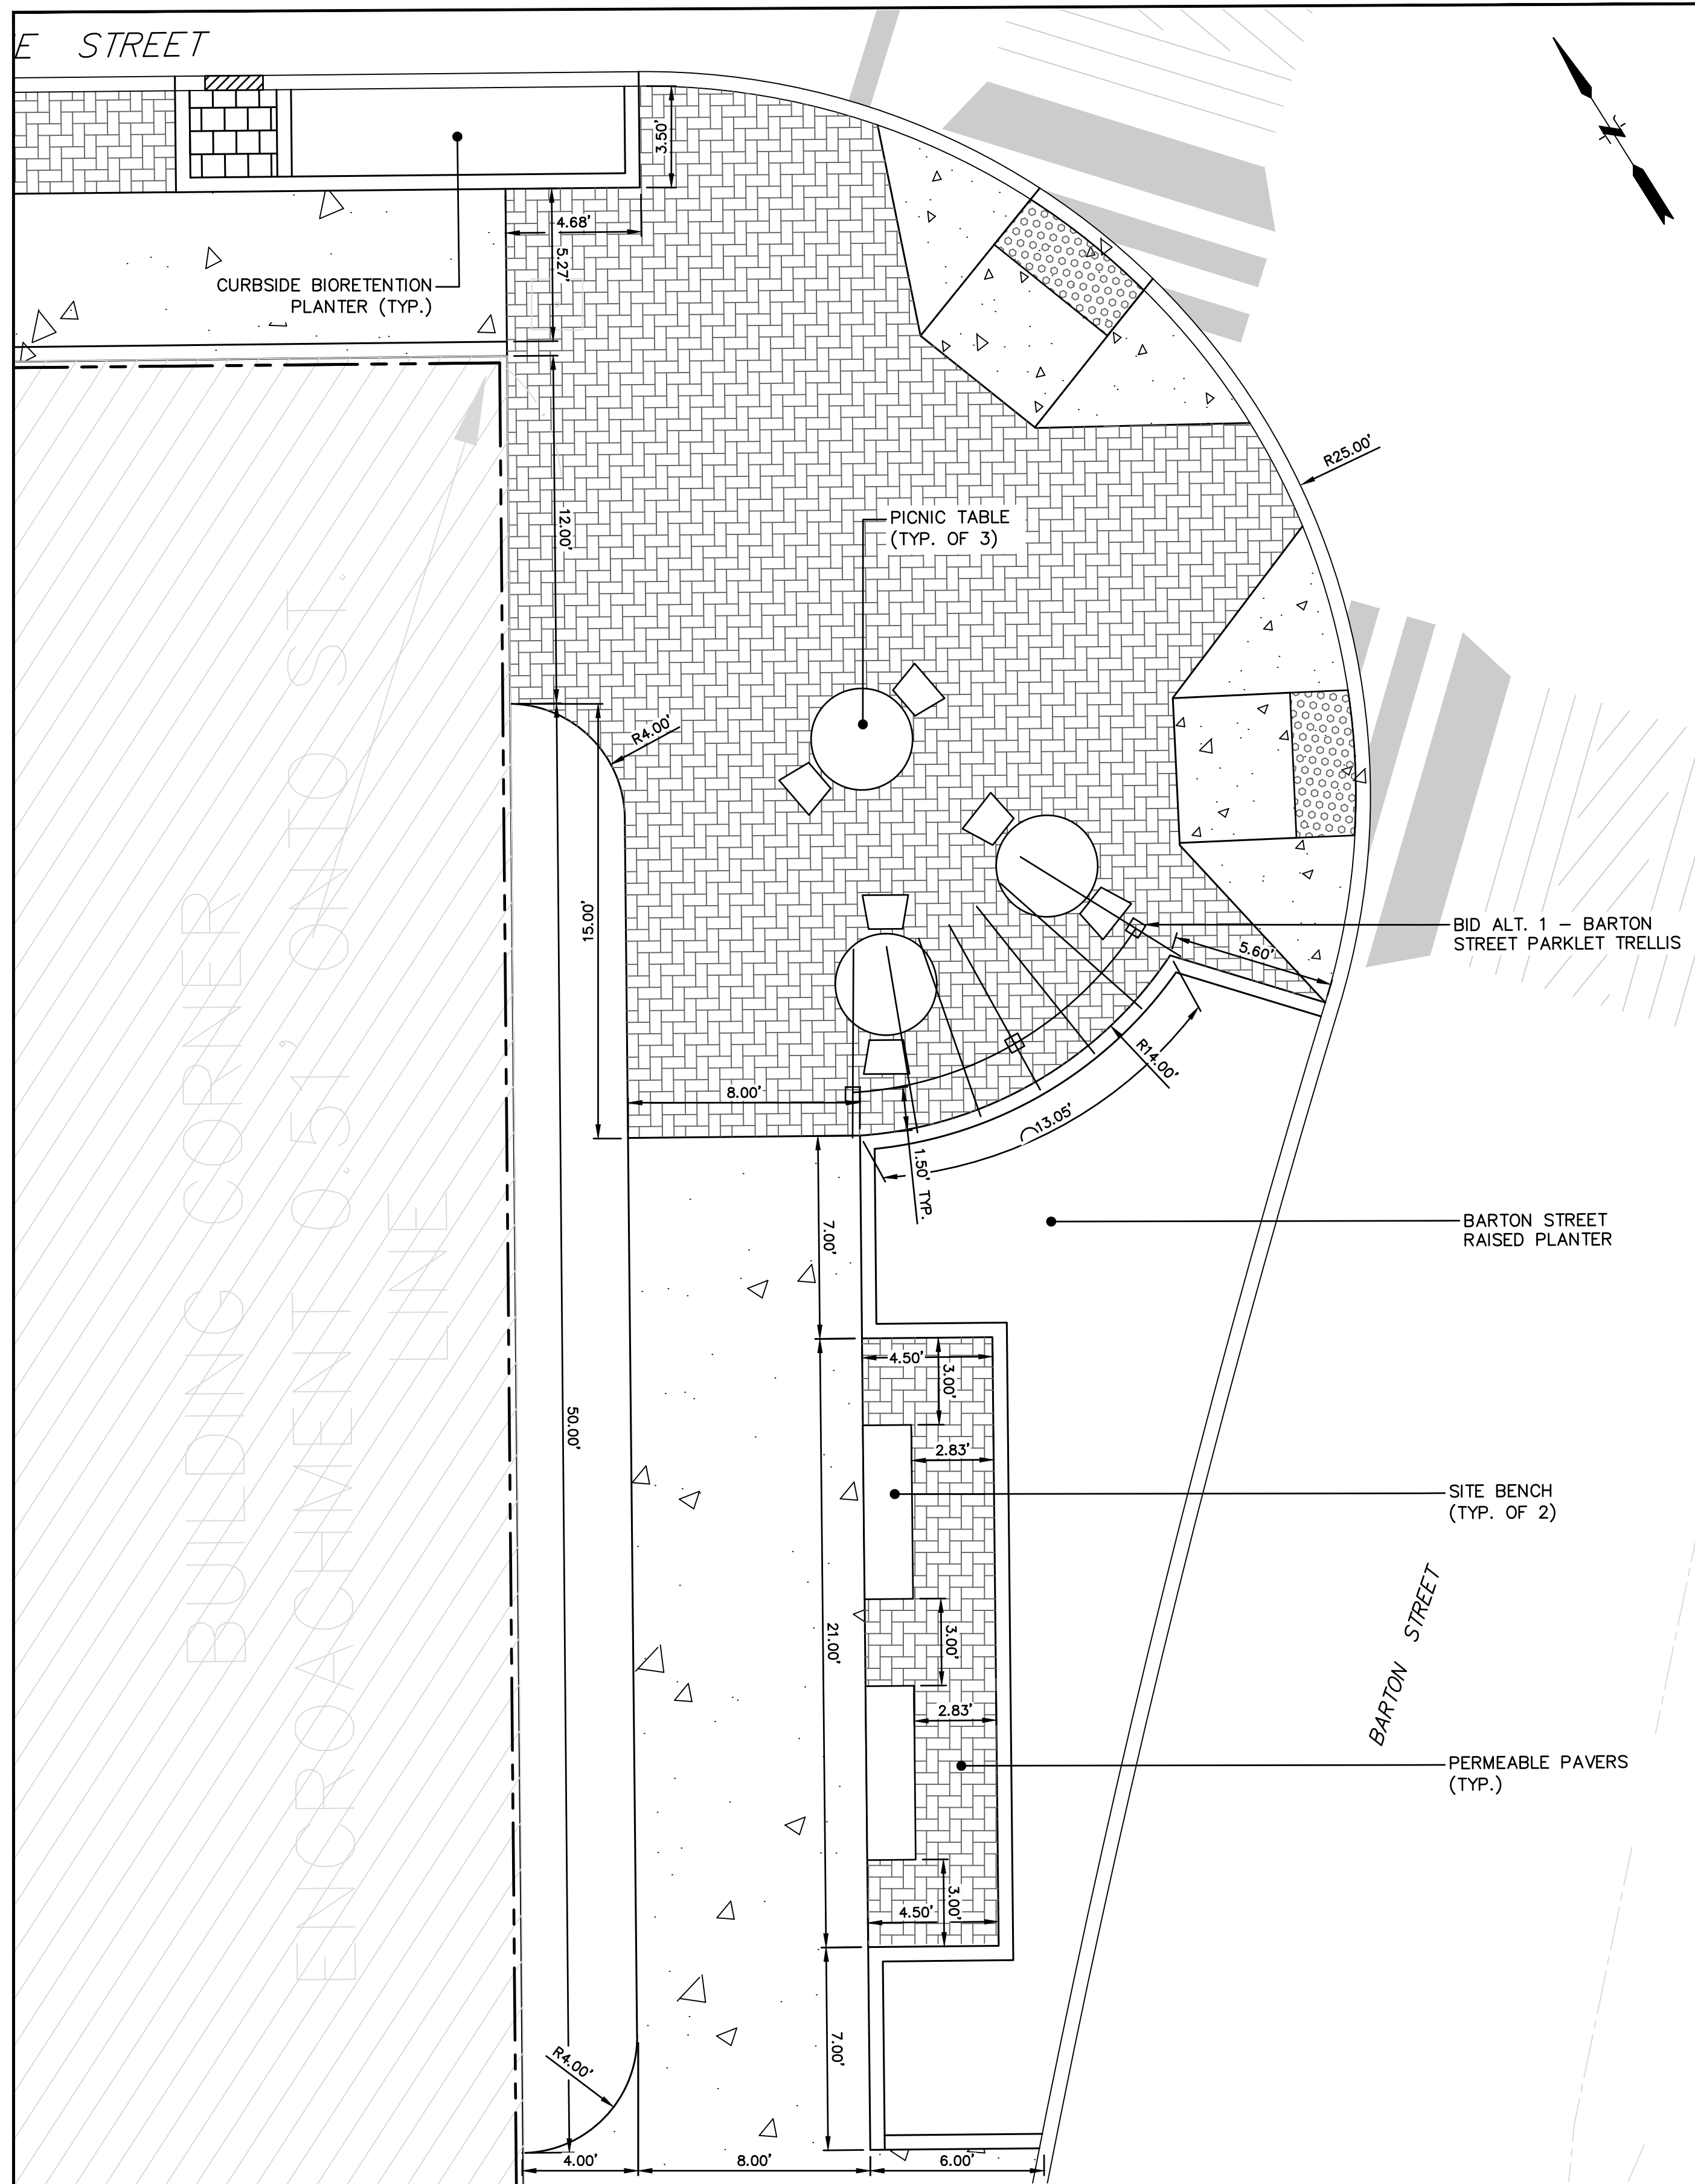 E STREET
3.50'
4.68'
5.27'
CURBSIDE BIORETENTION
PLANTER (TYP.)
R25.00'
12.00'
PICNIC TABLE
(TYP. OF 3)
R4.00'
15.00'
BID ALT. 1 – BARTON
STREET PARKLET TRELLIS
5.60'
R14.00'
8.00'
13.05'
1.50' TYP.
BUILDING CORNER
ENCROACHMENT 0.51' ONTO ST.
LINE
7.00'
BARTON STREET
RAISED PLANTER
4.50'
3.00'
50.00'
2.83'
SITE BENCH
(TYP. OF 2)
21.00'
3.00'
BARTON STREET
2.83'
PERMEABLE PAVERS
(TYP.)
3.00'
4.50'
7.00'
R4.00'
4.00'
8.00'
6.00'